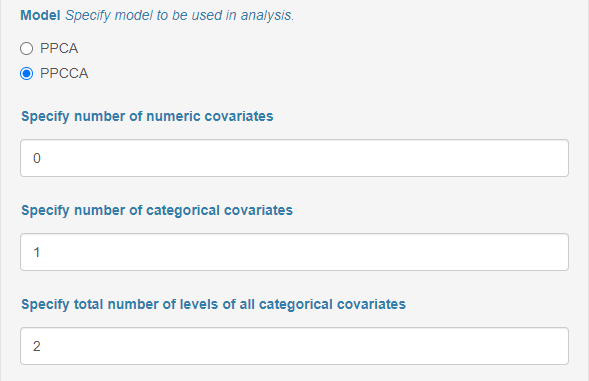 Model Specify model to be used in analysis.
PPCA
PPCCA
Specify number of numeric covariates
0
Specify number of categorical covariates
1
Specify total number of levels of all categorical covariates
2